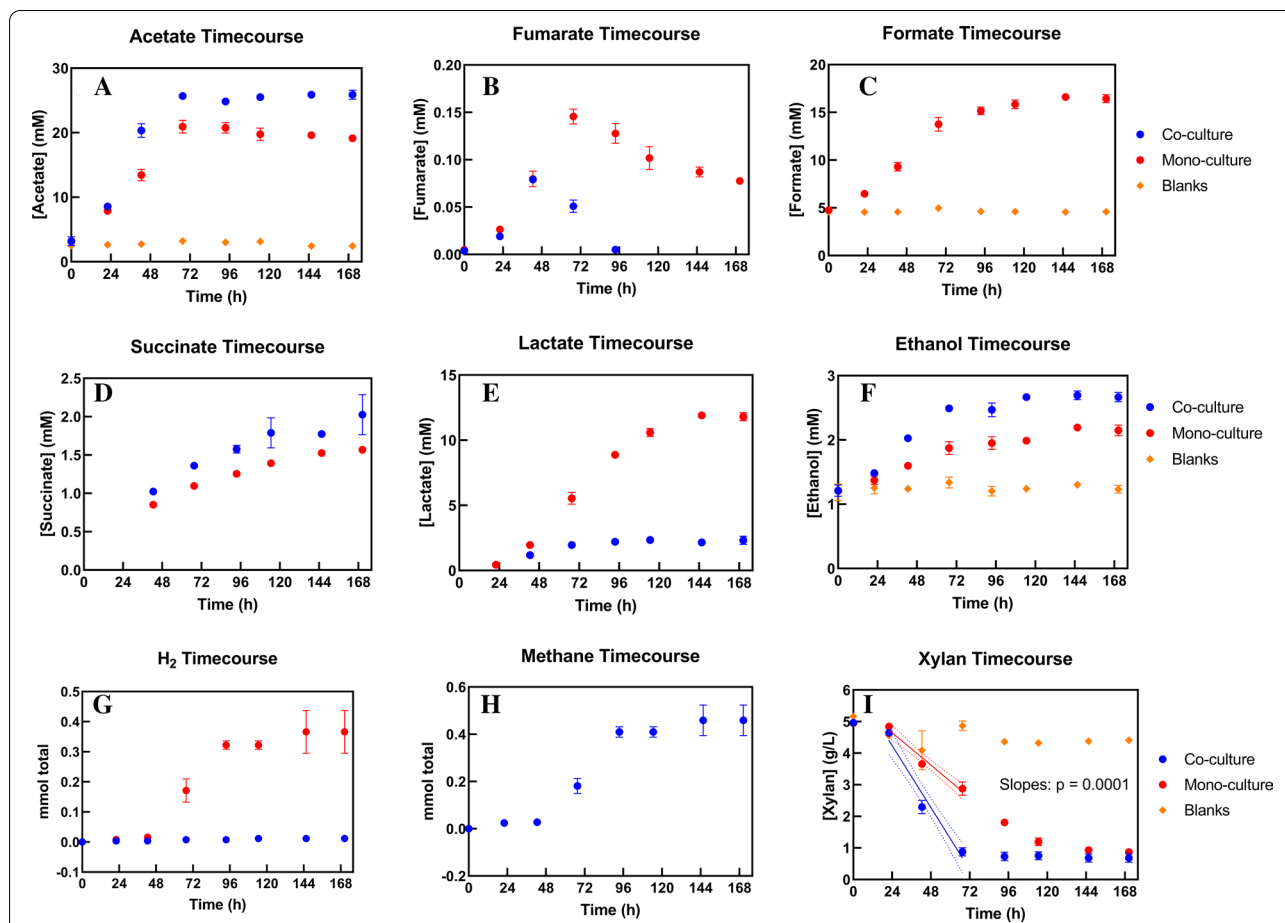 Acetate Timecourse
A
[Acetate] (mM)
30
20
10
0
0 24 48 72 96 120 144 168
Time (h)
Fumarate Timecourse
B
[Fumarate] (mM)
0.20
0.15
0.10
0.05
0.00
0 24 48 72 96 120 144 168
Time (h)
Formate Timecourse
C
[Formate] (mM)
20
15
10
5
0
0 24 48 72 96 120 144 168
Time (h)
Co-culture
Mono-culture
Blanks
Succinate Timecourse
D
[Succinate] (mM)
2.5
2.0
1.5
1.0
0.5
0.0
0 24 48 72 96 120 144 168
Time (h)
Lactate Timecourse
E
[Lactate] (mM)
15
10
5
0
0 24 48 72 96 120 144 168
Time (h)
Ethanol Timecourse
F
[Ethanol] (mM)
3
2
1
0
0 24 48 72 96 120 144 168
Time (h)
Co-culture
Mono-culture
Blanks
H₂ Timecourse
G
mmol total
0.5
0.4
0.3
0.2
0.1
0.0
-0.1
0 24 48 72 96 120 144 168
Time (h)
Methane Timecourse
H
mmol total
0.6
0.4
0.2
0.0
-0.2
0 24 48 72 96 120 144 168
Time (h)
Xylan Timecourse
I
[Xylan] (g/L)
6
5
4
3
2
1
0
Slopes: p = 0.0001
0 24 48 72 96 120 144 168
Time (h)
Co-culture
Mono-culture
Blanks